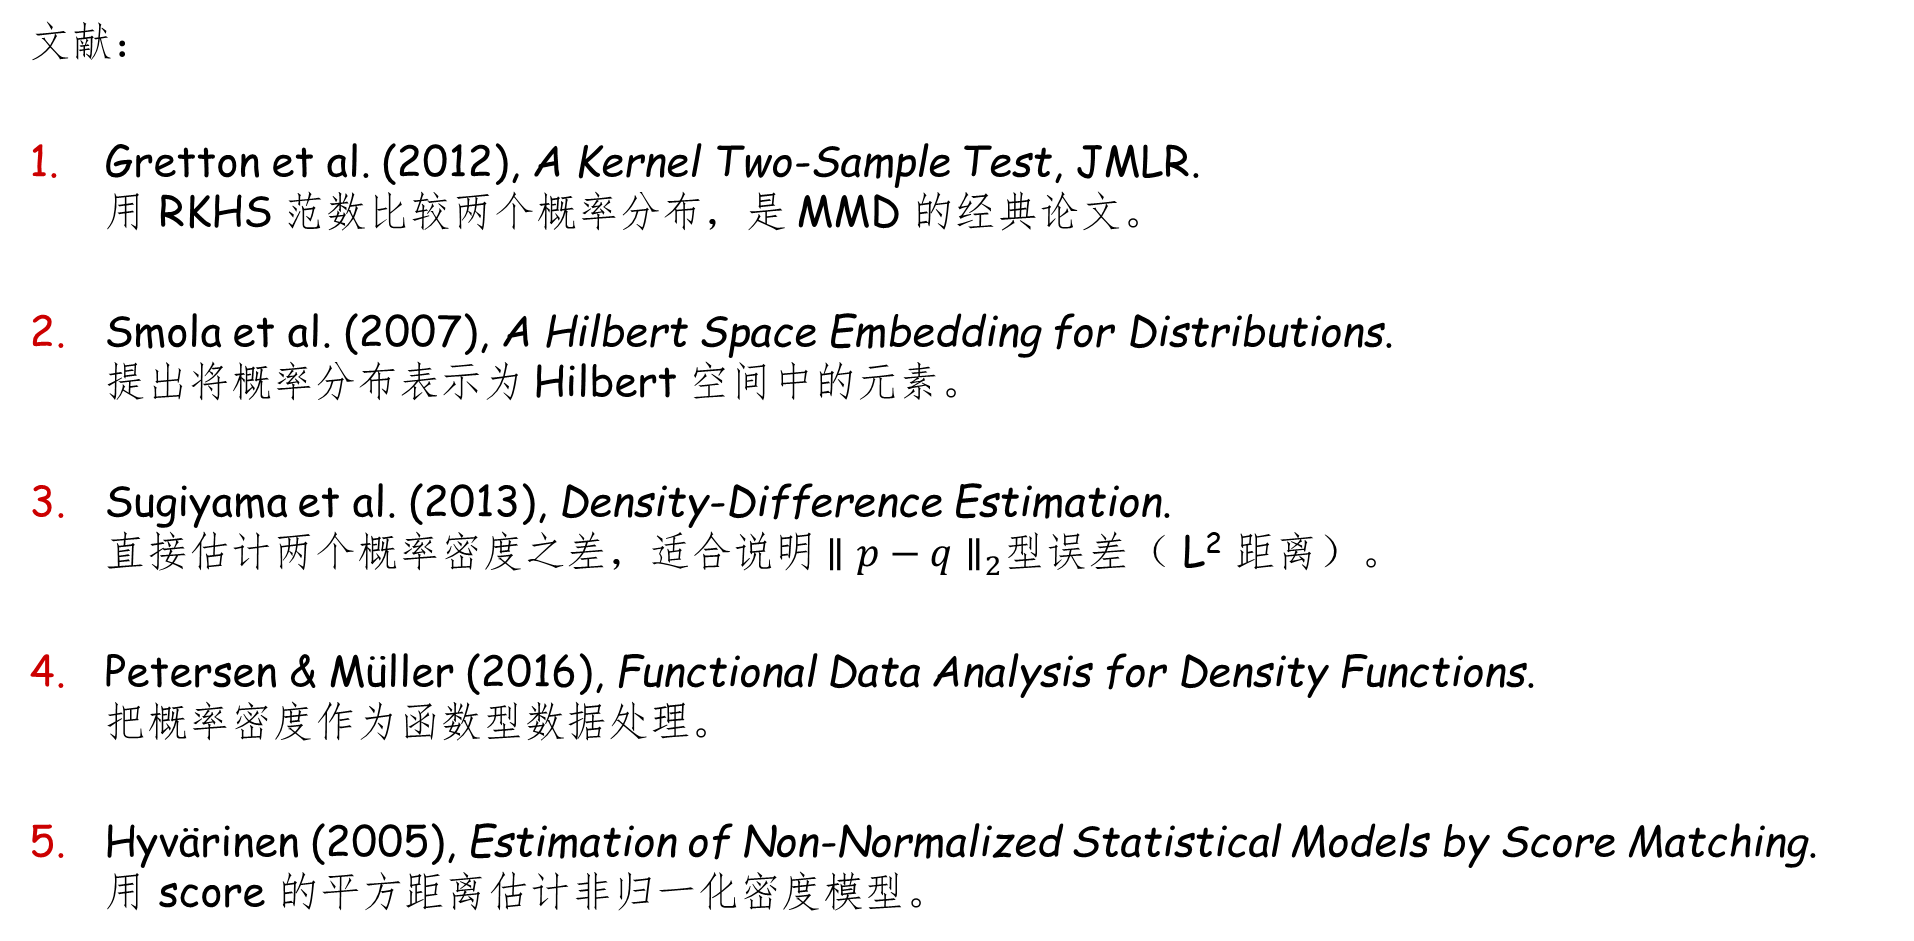 文献：
1. Gretton et al. (2012), A Kernel Two-Sample Test, JMLR.
用 RKHS 范数比较两个概率分布，是 MMD 的经典论文。
2. Smola et al. (2007), A Hilbert Space Embedding for Distributions.
提出将概率分布表示为 Hilbert 空间中的元素。
3. Sugiyama et al. (2013), Density-Difference Estimation.
直接估计两个概率密度之差，适合说明 ∥ p − q ∥₂型误差（ L² 距离）。
4. Petersen & Müller (2016), Functional Data Analysis for Density Functions.
把概率密度作为函数型数据处理。
5. Hyvärinen (2005), Estimation of Non-Normalized Statistical Models by Score Matching.
用 score 的平方距离估计非归一化密度模型。